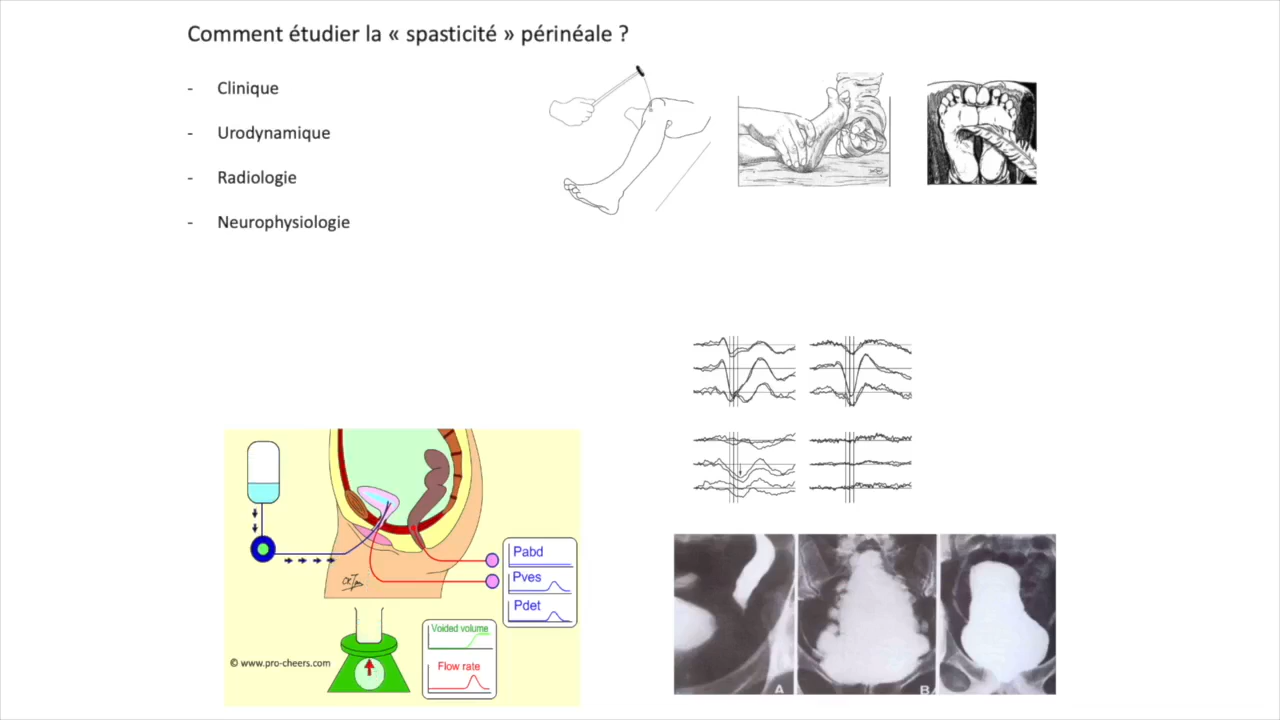 Comment étudier la « spasticité » périnéale ?
- Clinique
- Urodynamique
- Radiologie
- Neurophysiologie
Pabd
Pves
Pdet
Voided volume
Flow rate
© www.pro-cheers.com
A
B